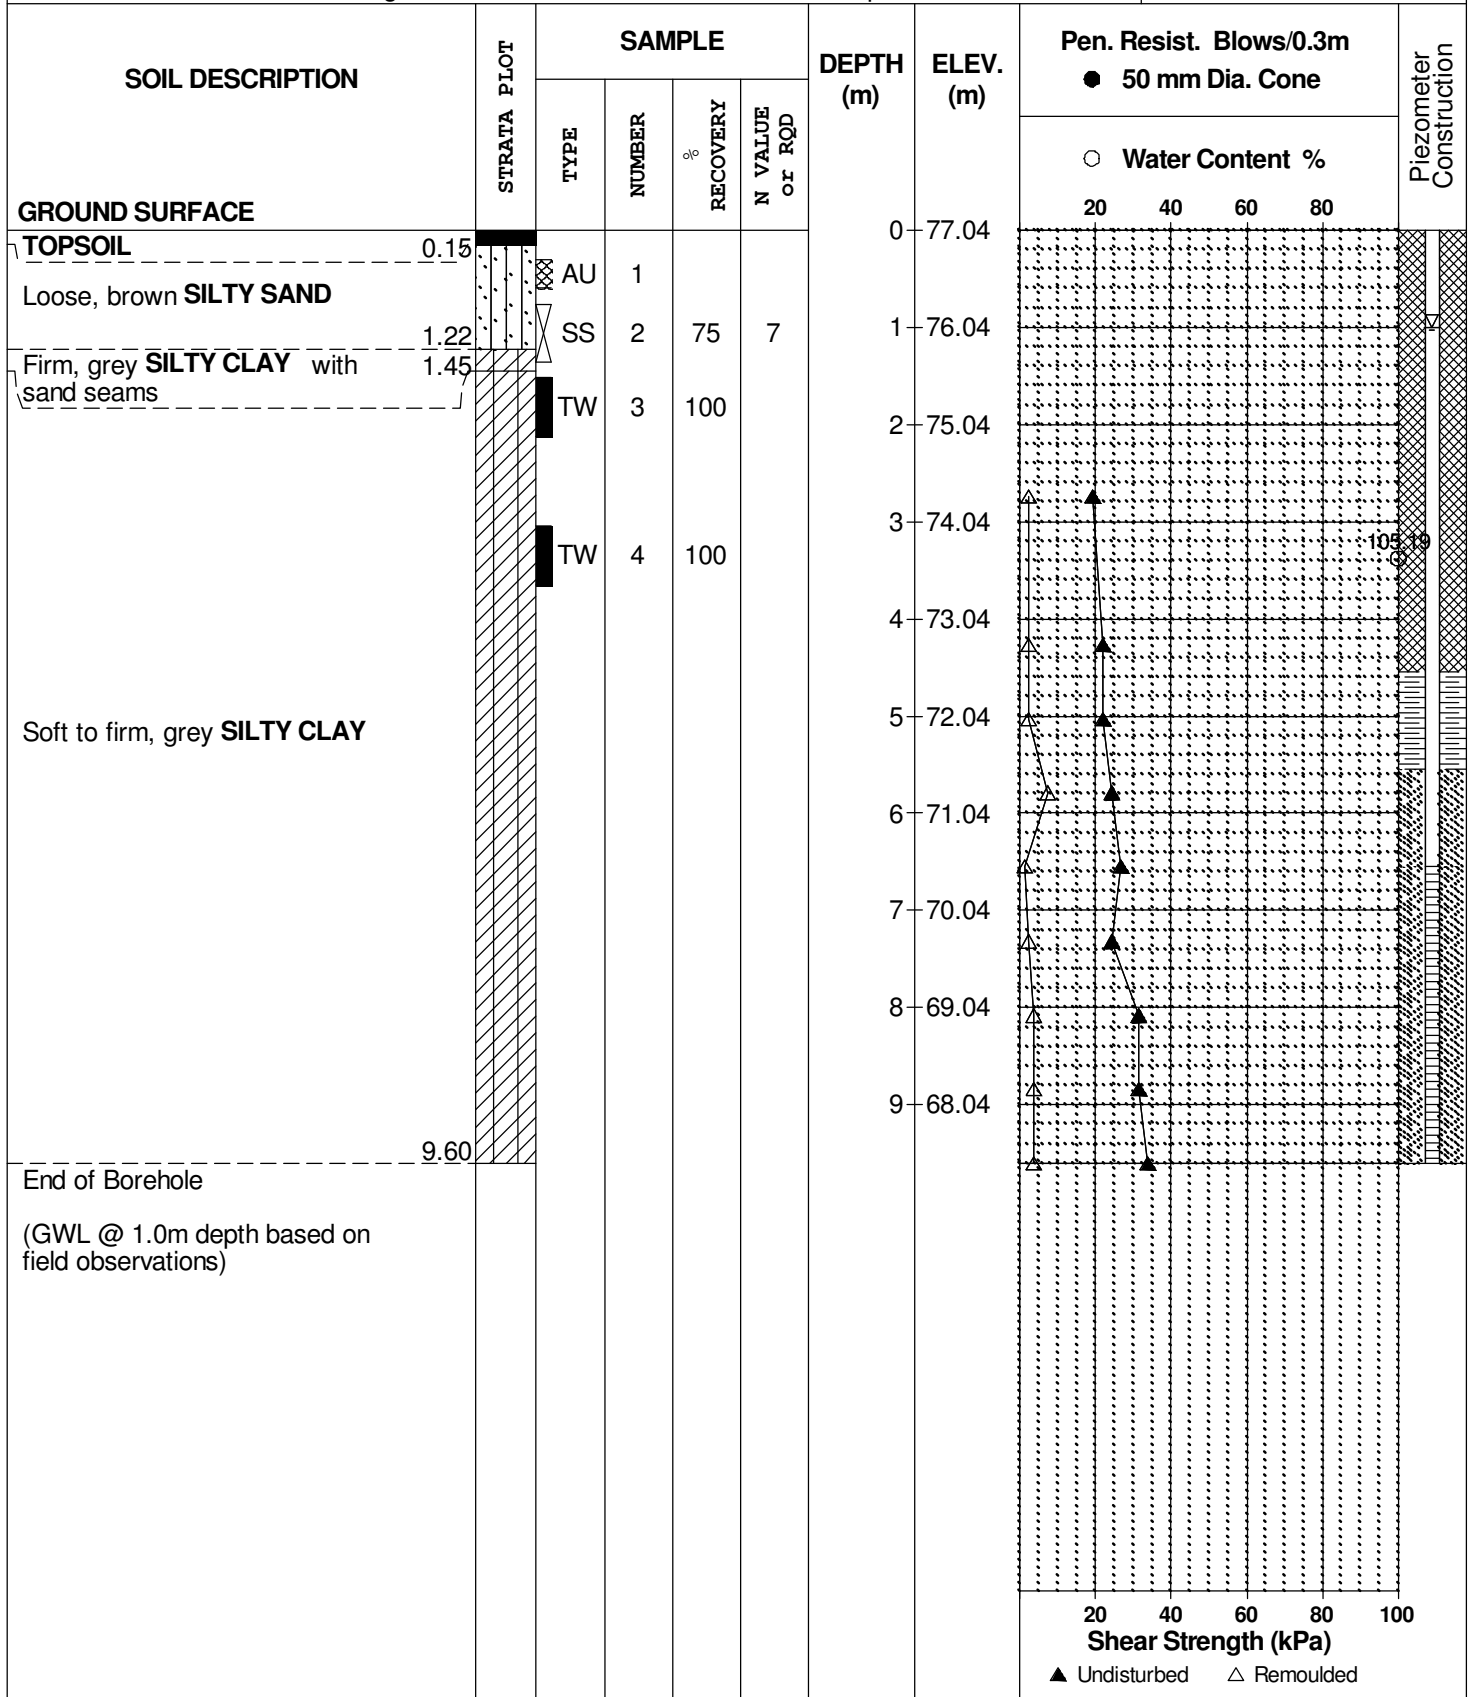 SOIL DESCRIPTION
STRATA PLOT
SAMPLE
TYPE
NUMBER
% RECOVERY
N VALUE or RQD
DEPTH (m)
ELEV. (m)
Pen. Resist. Blows/0.3m
● 50 mm Dia. Cone
○ Water Content %
20 40 60 80
Piezometer Construction
GROUND SURFACE
0 77.04
TOPSOIL 0.15
AU 1
Loose, brown SILTY SAND
SS 2 75 7
1 76.04
1.22
Firm, grey SILTY CLAY with 1.45
sand seams
TW 3 100
2 75.04
3 74.04
105.19
TW 4 100
4 73.04
5 72.04
Soft to firm, grey SILTY CLAY
6 71.04
7 70.04
8 69.04
9 68.04
9.60
End of Borehole
(GWL @ 1.0m depth based on
field observations)
20 40 60 80 100
Shear Strength (kPa)
▲ Undisturbed △ Remoulded